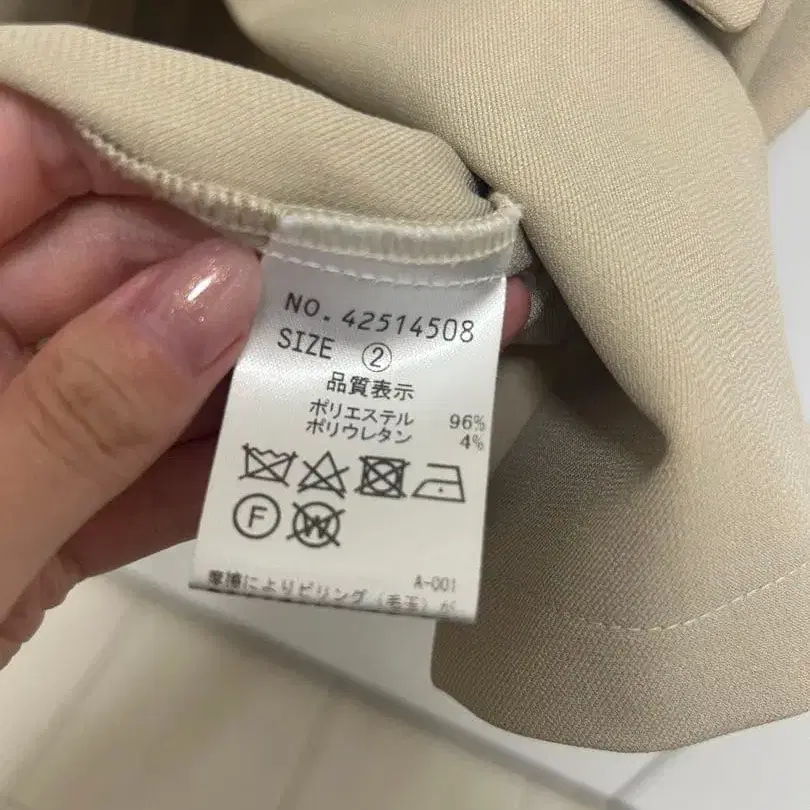 NO. 42514508
SIZE ②
品質表示
ポリエステル 96%
ポリウレタン 4%
F W
A-001
摩擦によりピリング(毛玉)が